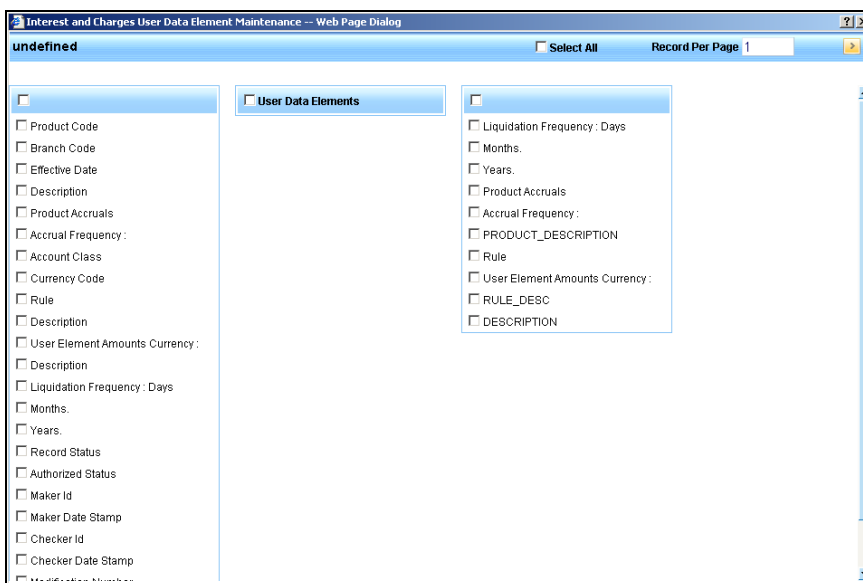 Interest and Charges User Data Element Maintenance -- Web Page Dialog
undefined
Select All
Record Per Page 1
Product Code
Branch Code
Effective Date
Description
Product Accruals
Accrual Frequency :
Account Class
Currency Code
Rule
Description
User Element Amounts Currency :
Description
Liquidation Frequency : Days
Months.
Years.
Record Status
Authorized Status
Maker Id
Maker Date Stamp
Checker Id
Checker Date Stamp
Modification Number
User Data Elements
Liquidation Frequency : Days
Months.
Years.
Product Accruals
Accrual Frequency :
PRODUCT_DESCRIPTION
Rule
User Element Amounts Currency :
RULE_DESC
DESCRIPTION